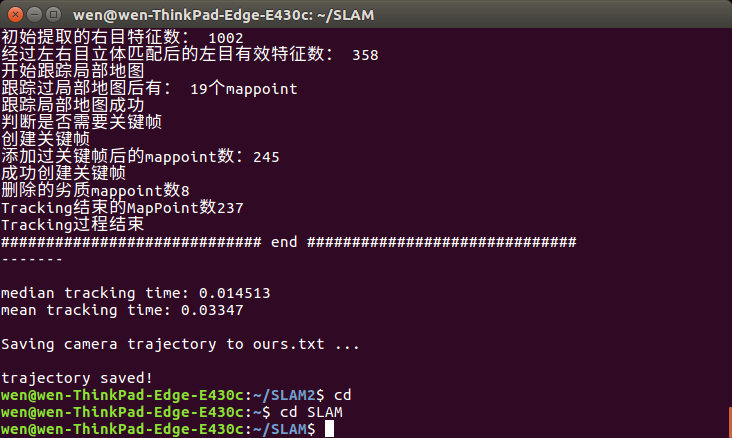 wen@wen-ThinkPad-Edge-E430c: ~/SLAM
初始提取的右目特征数： 1002
经过左右目立体匹配后的左目有效特征数： 358
开始跟踪局部地图
跟踪过局部地图后有： 19个mappoint
跟踪局部地图成功
判断是否需要关键帧
创建关键帧
添加过关键帧后的mappoint数：245
成功创建关键帧
删除的劣质mappoint数8
Tracking结束的MapPoint数237
Tracking过程结束
############################# end ##############################
-------
median tracking time: 0.014513
mean tracking time: 0.03347
Saving camera trajectory to ours.txt ...
trajectory saved!
wen@wen-ThinkPad-Edge-E430c:~/SLAM2$ cd
wen@wen-ThinkPad-Edge-E430c:~$ cd SLAM
wen@wen-ThinkPad-Edge-E430c:~/SLAM$